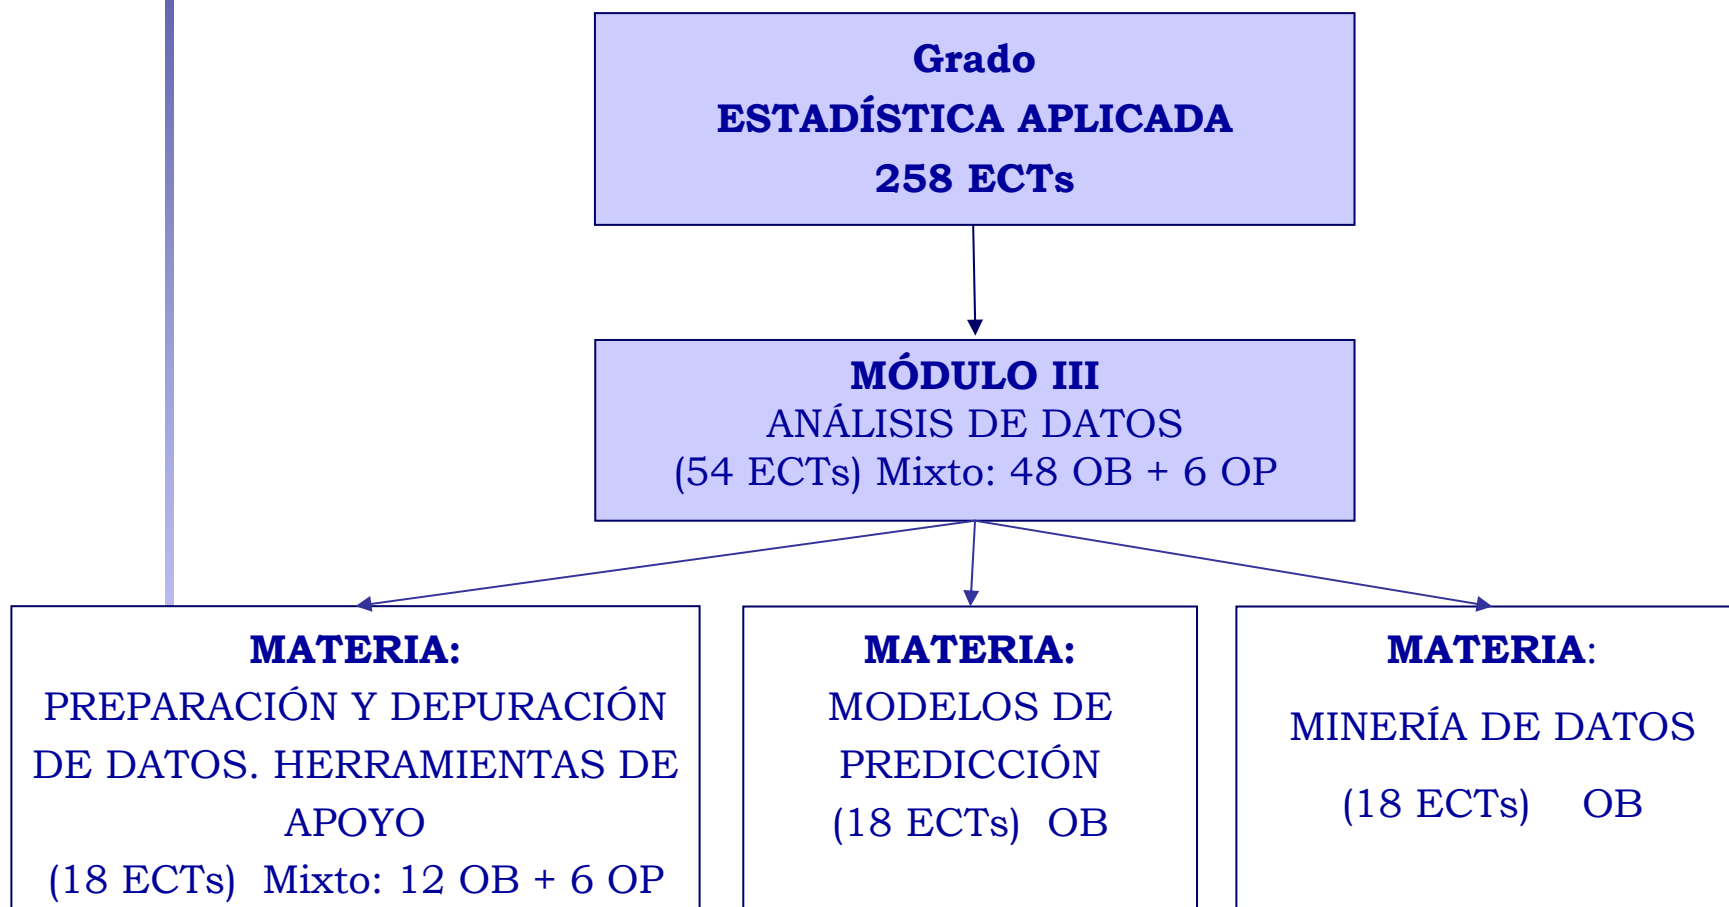 Grado
ESTADÍSTICA APLICADA
258 ECTs
MÓDULO III
ANÁLISIS DE DATOS
(54 ECTs) Mixto: 48 OB + 6 OP
MATERIA:
PREPARACIÓN Y DEPURACIÓN
DE DATOS. HERRAMIENTAS DE
APOYO
(18 ECTs) Mixto: 12 OB + 6 OP
MATERIA:
MODELOS DE
PREDICCIÓN
(18 ECTs) OB
MATERIA:
MINERÍA DE DATOS
(18 ECTs) OB